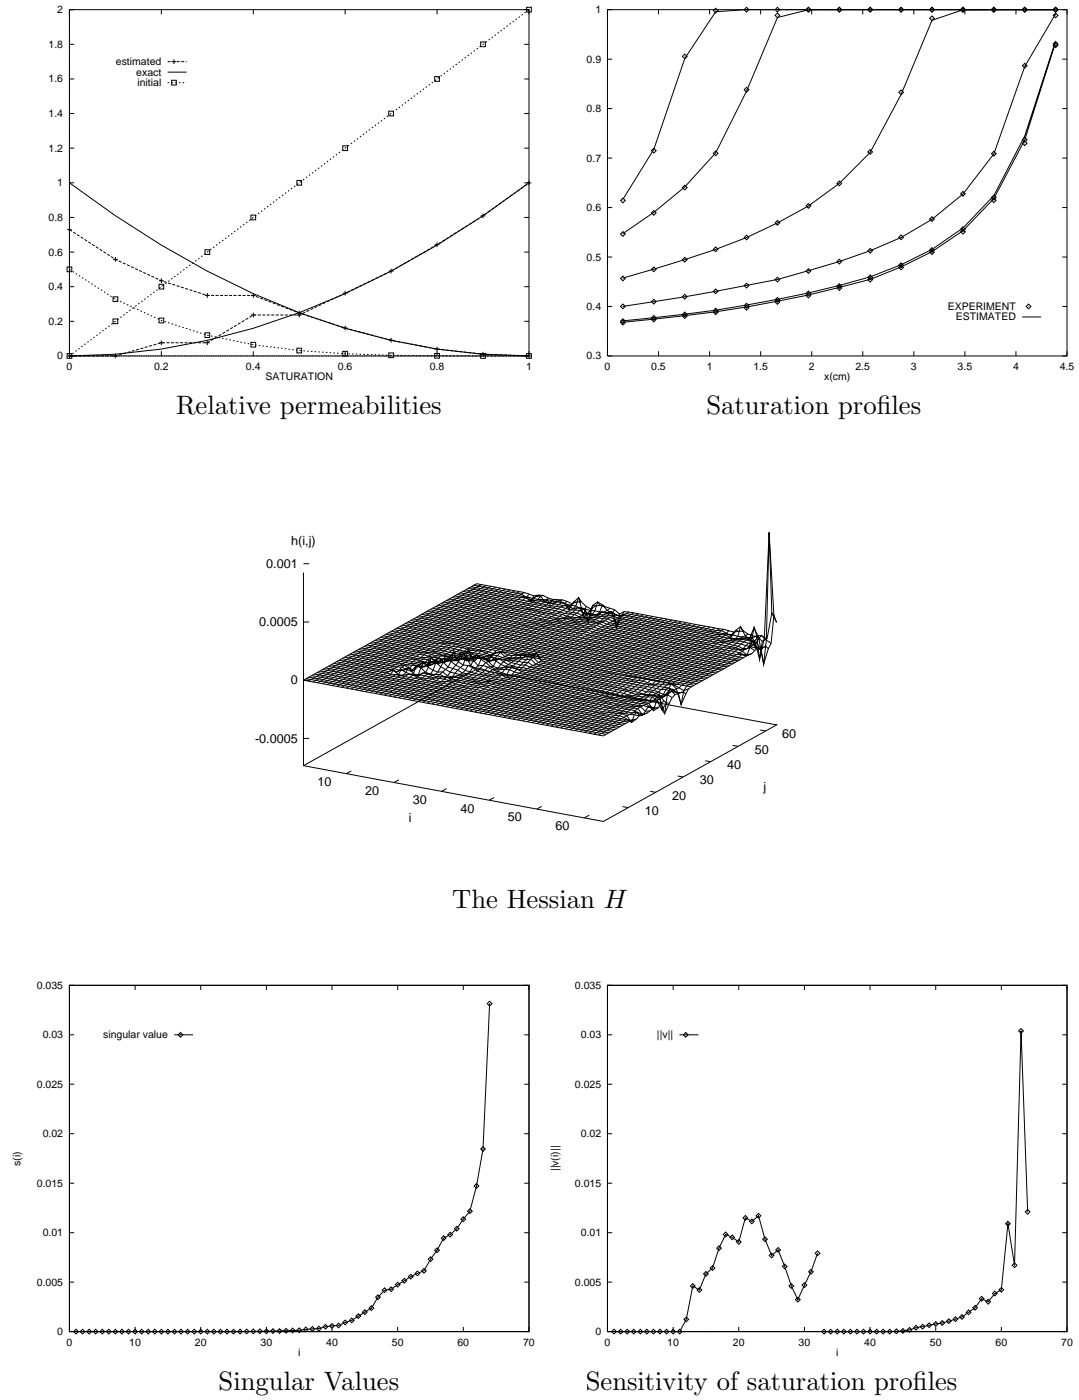 2
1.8
1.6
1.4
1.2
1
0.8
0.6
0.4
0.2
0
estimated
exact
initial
0 0.2 0.4 0.6 0.8 1
SATURATION
Relative permeabilities
1
0.9
0.8
0.7
0.6
0.5
0.4
0.3
EXPERIMENT
ESTIMATED
0 0.5 1 1.5 2 2.5 3 3.5 4 4.5
x(cm)
Saturation profiles
h(i,j)
0.001
0.0005
0
-0.0005
10 20 30 40 50 60
i
10 20 30 40 50 60
j
The Hessian H
0.035
0.03
0.025
0.02
0.015
0.01
0.005
0
s(i)
singular value
0 10 20 30 40 50 60 70
i
Singular Values
0.035
0.03
0.025
0.02
0.015
0.01
0.005
0
||v(i)||
||v||
0 10 20 30 40 50 60 70
i
Sensitivity of saturation profiles